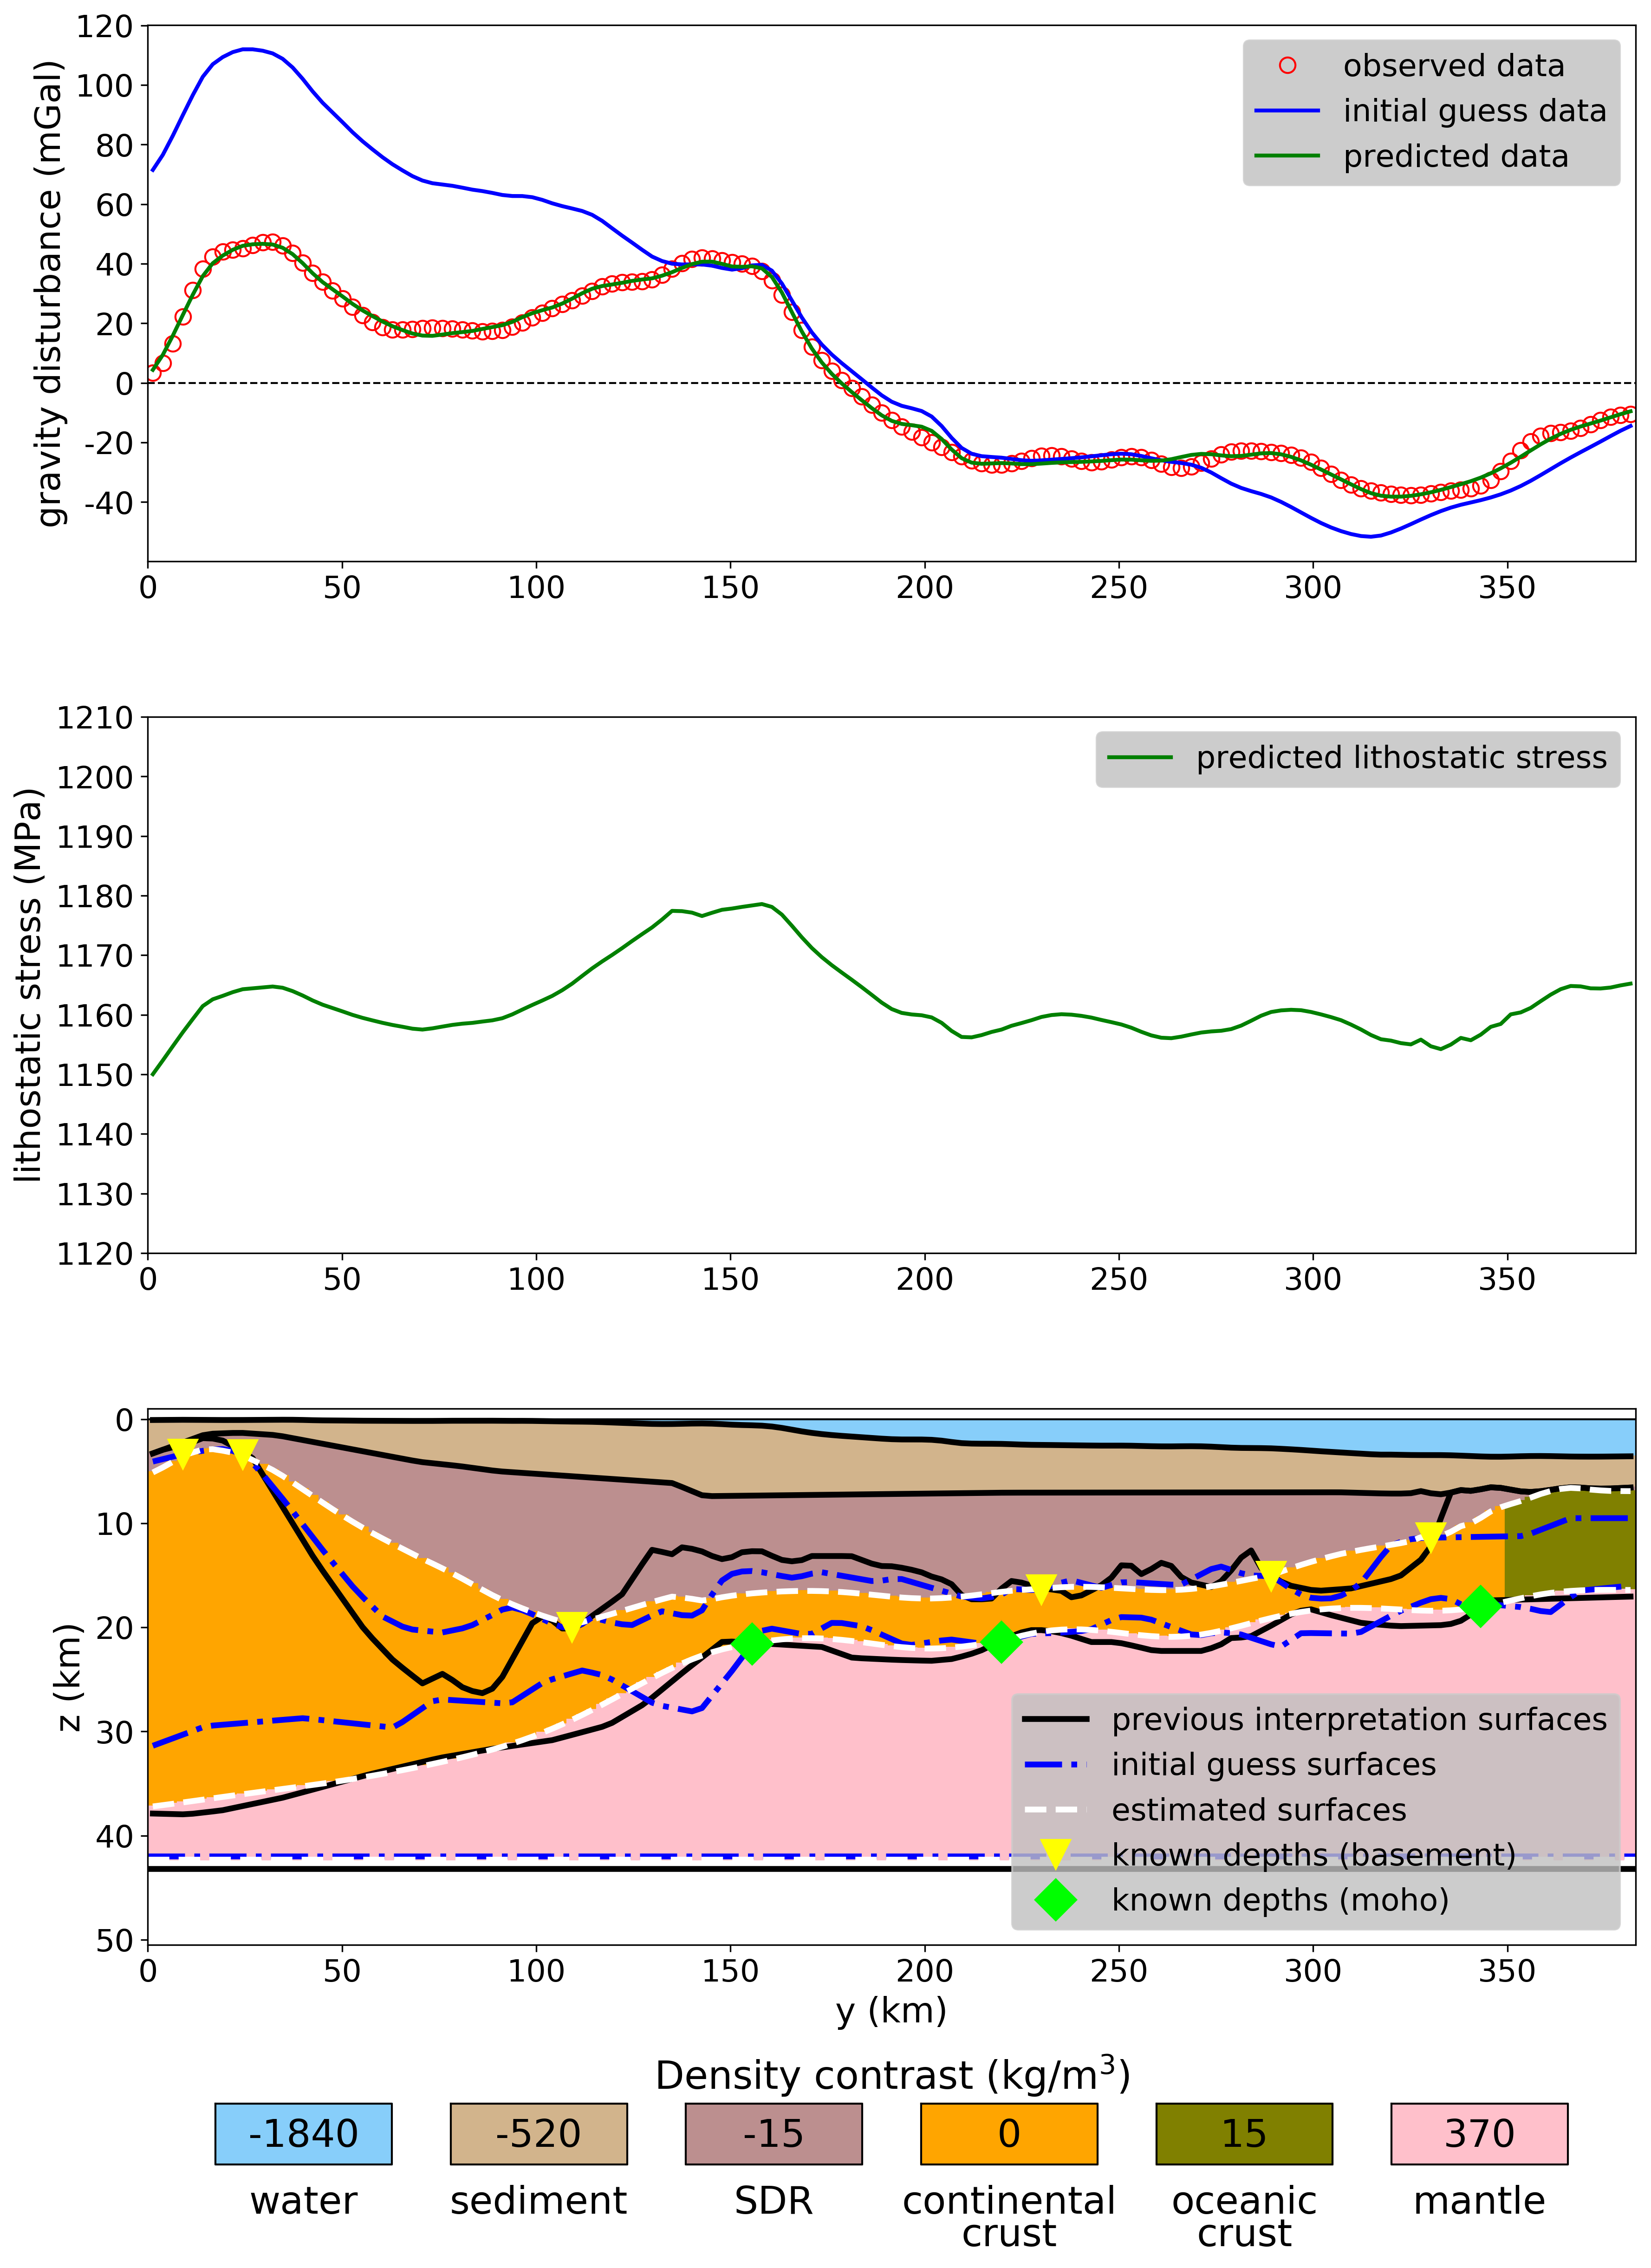 120
100
80
60
40
20
0
-20
-40
gravity disturbance (mGal)
observed data
initial guess data
predicted data
0 50 100 150 200 250 300 350
1210
1200
1190
1180
1170
1160
1150
1140
1130
1120
lithostatic stress (MPa)
predicted lithostatic stress
0 50 100 150 200 250 300 350
0
10
20
30
40
50
z (km)
previous interpretation surfaces
initial guess surfaces
estimated surfaces
known depths (basement)
known depths (moho)
0 50 100 150 200 250 300 350
y (km)
Density contrast (kg/m³)
-1840 -520 -15 0 15 370
water sediment SDR continental oceanic mantle
crust crust